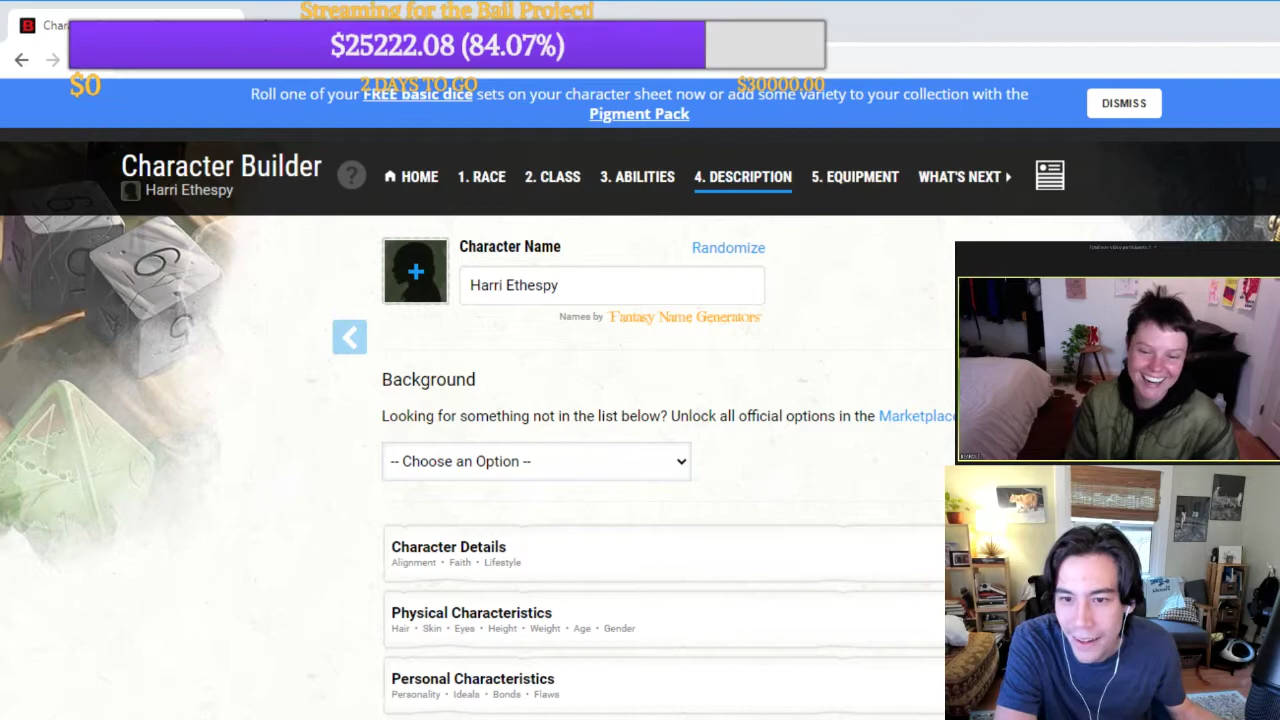 Streaming for the Bail Project!
$25222.08 (84.07%)
$0
2 DAYS TO GO
$30000.00
Roll one of your FREE basic dice sets on your character sheet now or add some variety to your collection with the
Pigment Pack
DISMISS
Character Builder
Harri Ethespy
?
HOME
1. RACE
2. CLASS
3. ABILITIES
4. DESCRIPTION
5. EQUIPMENT
WHAT'S NEXT
Character Name
Randomize
Harri Ethespy
Names by Fantasy Name Generators
Background
Looking for something not in the list below? Unlock all official options in the Marketplace
-- Choose an Option --
Character Details
Alignment • Faith • Lifestyle
Physical Characteristics
Hair • Skin • Eyes • Height • Weight • Age • Gender
Personal Characteristics
Personality • Ideals • Bonds • Flaws